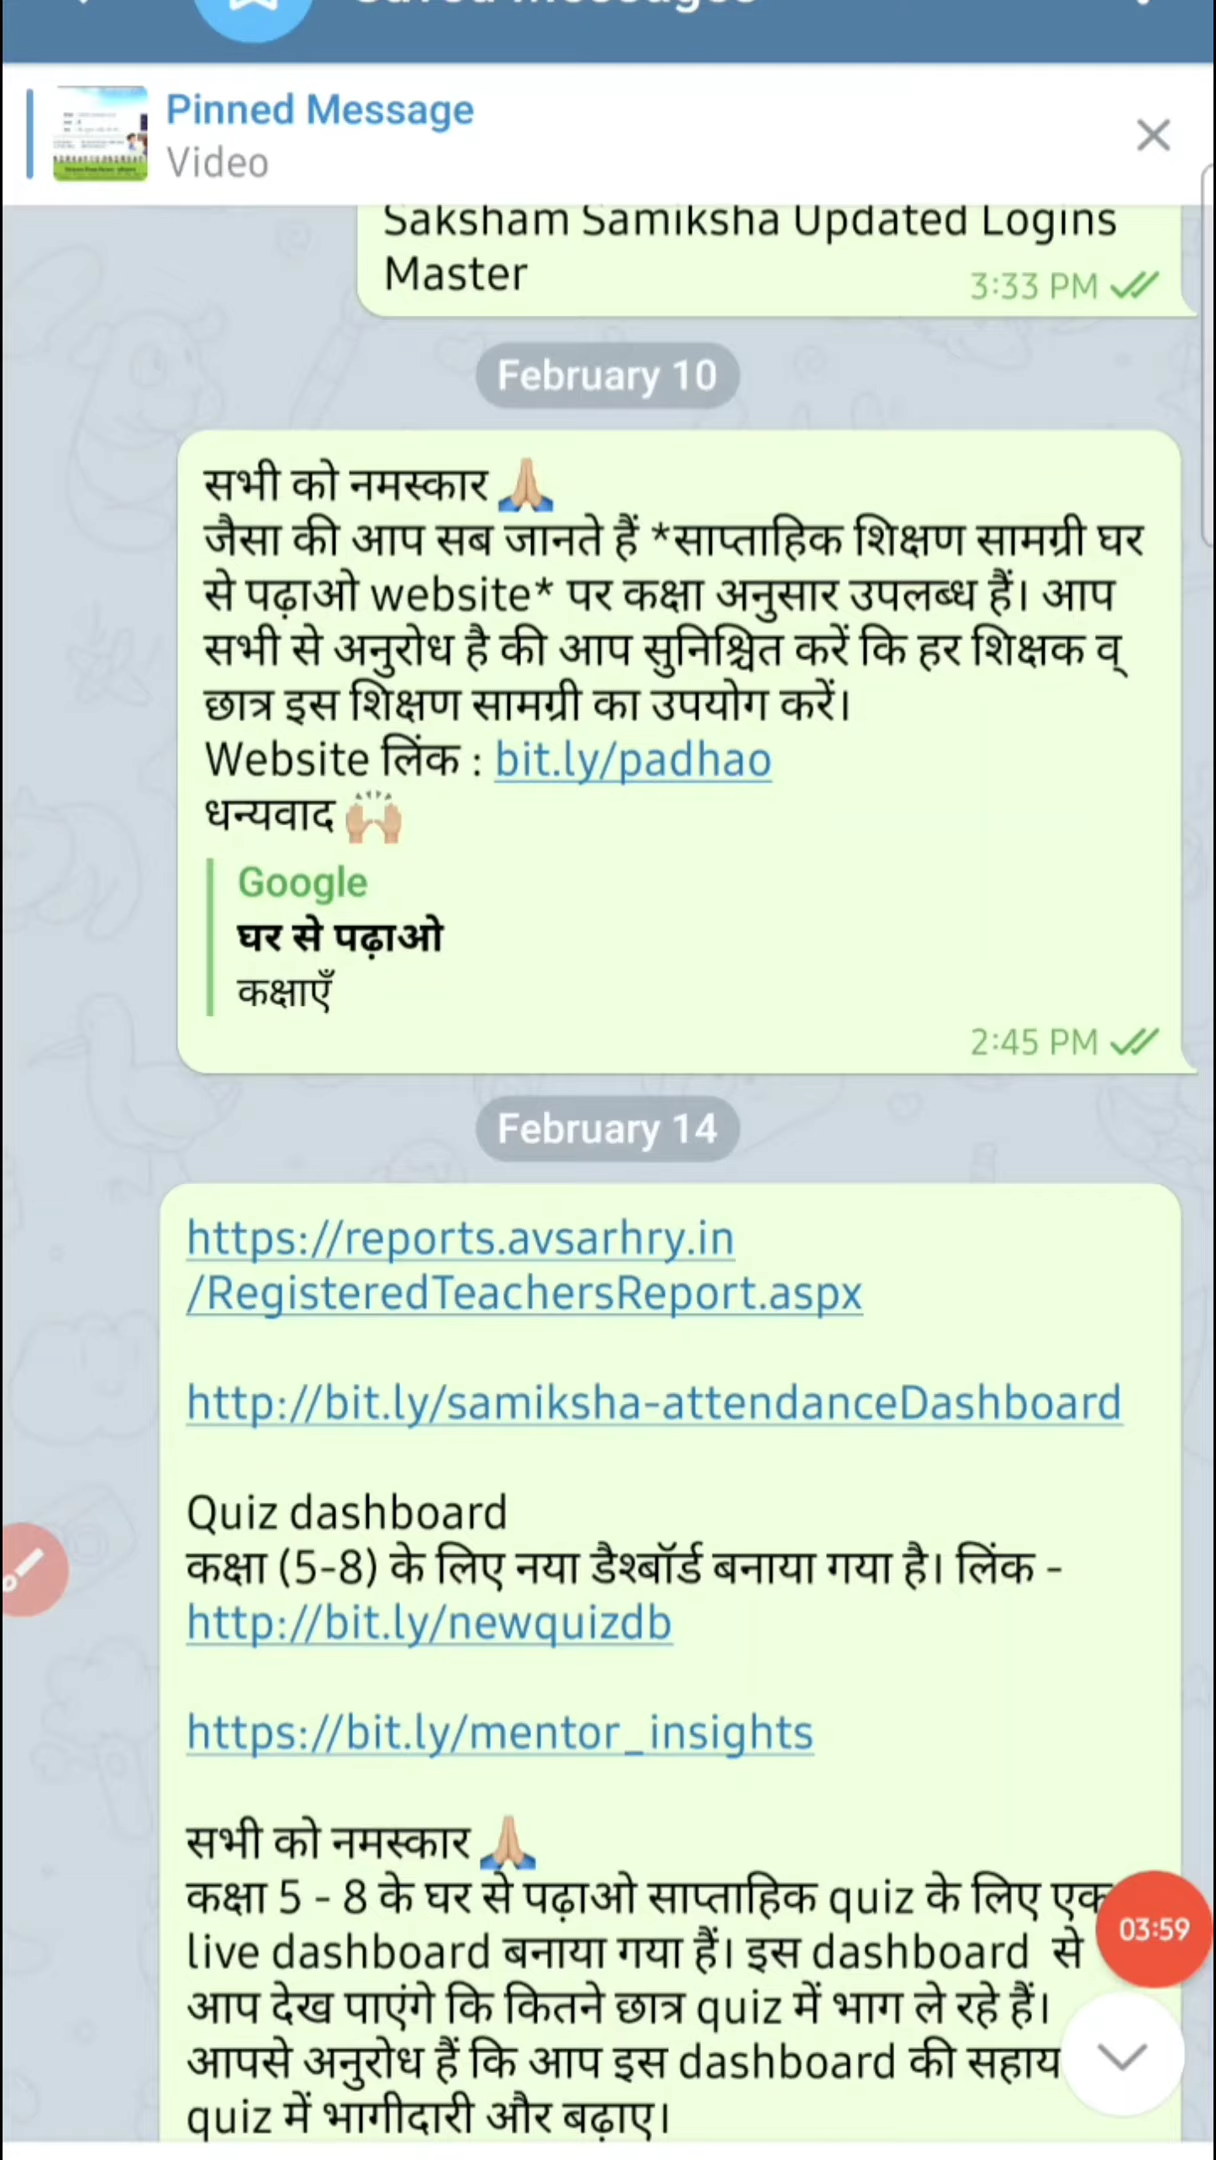 Saved Messages
Pinned Message
Video
Saksham Samiksha Updated Logins
Master
3:33 PM
February 10
सभी को नमस्कार 🙏🏼
जैसा की आप सब जानते हैं *साप्ताहिक शिक्षण सामग्री घर
से पढ़ाओ website* पर कक्षा अनुसार उपलब्ध हैं। आप
सभी से अनुरोध है की आप सुनिश्चित करें कि हर शिक्षक व्
छात्र इस शिक्षण सामग्री का उपयोग करें।
Website लिंक : bit.ly/padhao
धन्यवाद 🙌🏼
Google
घर से पढ़ाओ
कक्षाएँ
2:45 PM
February 14
https://reports.avsarhry.in
/RegisteredTeachersReport.aspx
http://bit.ly/samiksha-attendanceDashboard
Quiz dashboard
कक्षा (5-8) के लिए नया डैश्बॉर्ड बनाया गया है। लिंक -
http://bit.ly/newquizdb
https://bit.ly/mentor_insights
सभी को नमस्कार 🙏🏼
कक्षा 5 - 8 के घर से पढ़ाओ साप्ताहिक quiz के लिए एक
03:59
live dashboard बनाया गया हैं। इस dashboard से
आप देख पाएंगे कि कितने छात्र quiz में भाग ले रहे हैं।
आपसे अनुरोध हैं कि आप इस dashboard की सहाय
quiz में भागीदारी और बढ़ाए।